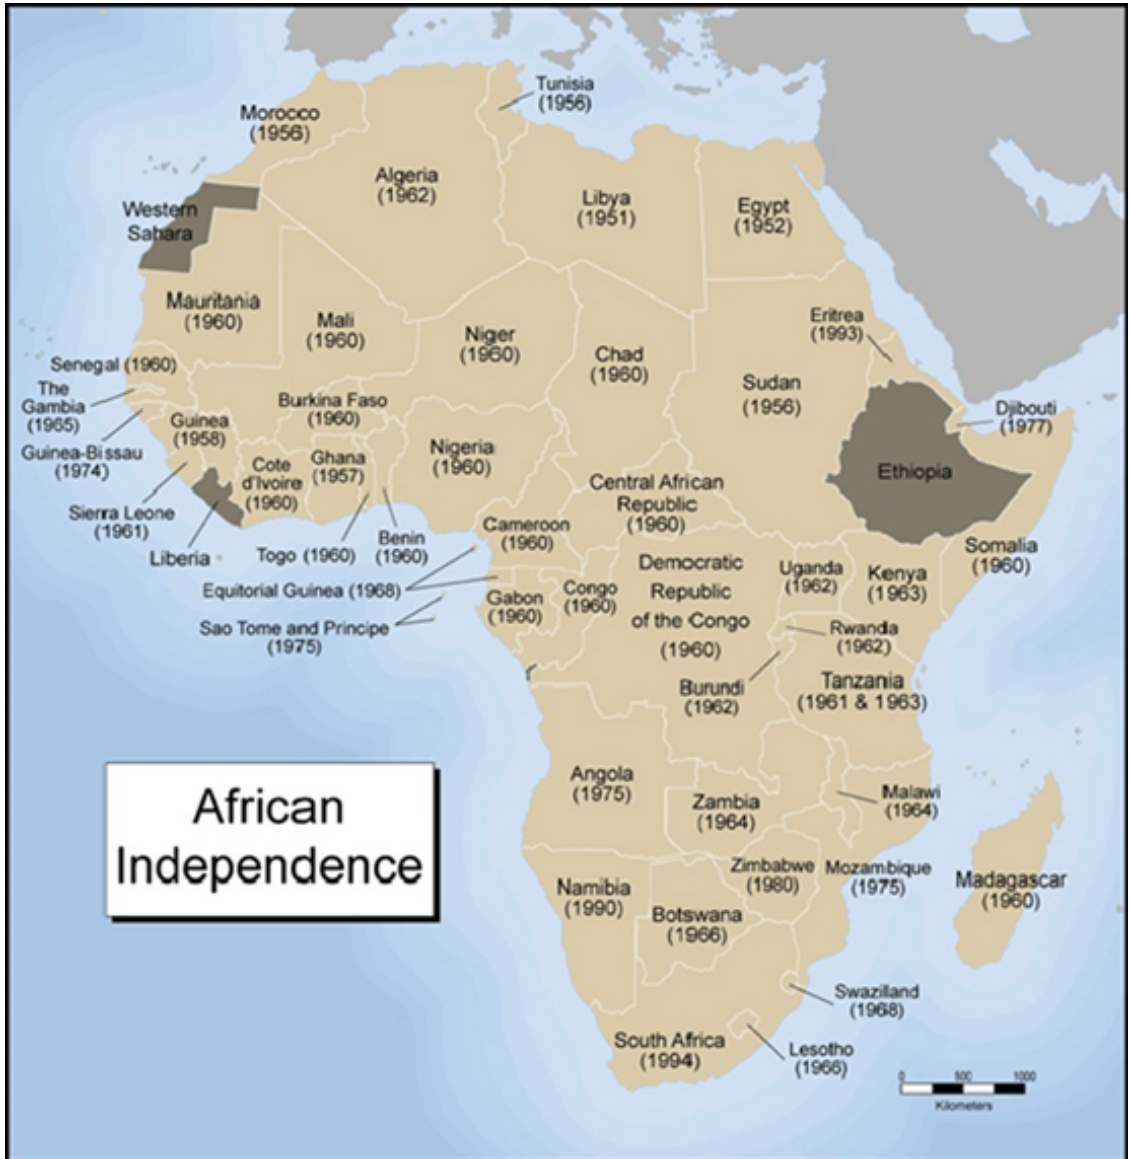 Tunisia
(1956)
Morocco
(1956)
Algeria
(1962)
Libya
(1951)
Egypt
(1952)
Western
Sahara
Mauritania
(1960)
Mali
(1960)
Niger
(1960)
Chad
(1960)
Sudan
(1956)
Eritrea
(1993)
Senegal (1960)
The
Gambia
(1965)
Guinea-Bissau
(1974)
Guinea
(1958)
Sierra Leone
(1961)
Liberia
Cote
d'Ivoire
(1960)
Burkina Faso
(1960)
Ghana
(1957)
Togo (1960)
Benin
(1960)
Nigeria
(1960)
Djibouti
(1977)
Ethiopia
Central African
Republic
(1960)
Cameroon
(1960)
Equitorial Guinea (1968)
Sao Tome and Principe
(1975)
Gabon
(1960)
Congo
(1960)
Democratic
Republic
of the Congo
(1960)
Uganda
(1962)
Kenya
(1963)
Somalia
(1960)
Rwanda
(1962)
Burundi
(1962)
Tanzania
(1961 & 1963)
Angola
(1975)
Zambia
(1964)
Malawi
(1964)
African
Independence
Namibia
(1990)
Botswana
(1966)
Zimbabwe
(1980)
Mozambique
(1975)
Madagascar
(1960)
Swazilland
(1968)
South Africa
(1994)
Lesotho
(1966)
0 500 1000
Kilometers